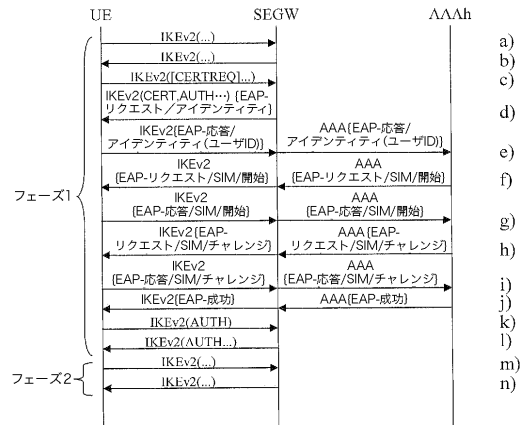 UE SEGW AAAh
IKEv2(...) a)
IKEv2(...) b)
IKEv2([CERTREQ]...) c)
IKEv2(CERT,AUTH…) {EAP-
リクエスト／アイデンティティ} d)
IKEv2{EAP-応答/ AAA{EAP-応答/
アイデンティティ(ユーザID)} アイデンティティ(ユーザID)} e)
IKEv2 AAA
{EAP-リクエスト/SIM/開始} {EAP-リクエスト/SIM/開始} f)
フェーズ1
IKEv2 AAA
{EAP-応答/SIM/開始} {EAP-応答/SIM/開始} g)
IKEv2{EAP- AAA{EAP-
リクエスト/SIM/チャレンジ} リクエスト/SIM/チャレンジ} h)
IKEv2 AAA
{EAP-応答/SIM/チャレンジ} {EAP-応答/SIM/チャレンジ} i)
IKEv2{EAP-成功} AAA{EAP-成功} j)
IKEv2(AUTH) k)
IKEv2(AUTH...) l)
フェーズ2
IKEv2(...) m)
IKEv2(...) n)